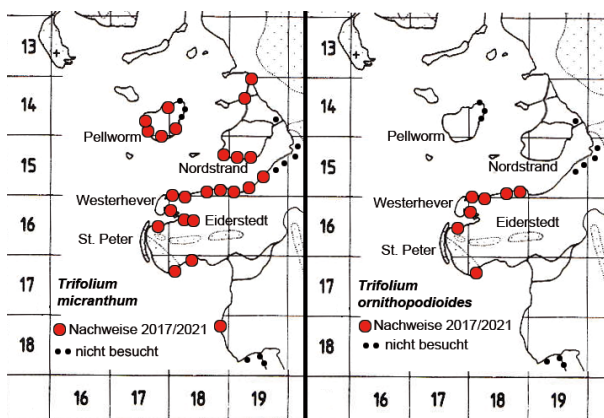 13
14
Pellworm
15
Nordstrand
Westerhever
16
Eiderstedt
St. Peter
17
Trifolium
micranthum
Nachweise 2017/2021
nicht besucht
18
16 17 18 19
13
14
Pellworm
15
Nordstrand
Westerhever
16
Eiderstedt
St. Peter
17
Trifolium
ornithopodioides
Nachweise 2017/2021
nicht besucht
18
16 17 18 19